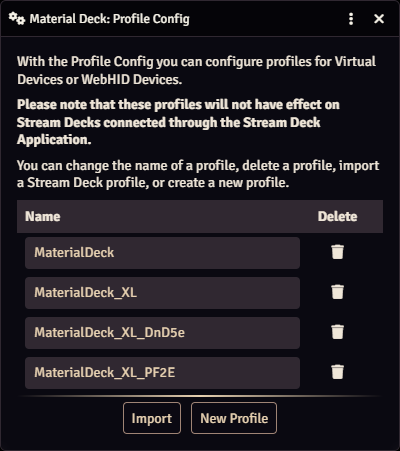 Material Deck: Profile Config
With the Profile Config you can configure profiles for Virtual
Devices or WebHID Devices.
Please note that these profiles will not have effect on
Stream Decks connected through the Stream Deck
Application.
You can change the name of a profile, delete a profile, import
a Stream Deck profile, or create a new profile.
Name Delete
MaterialDeck
MaterialDeck_XL
MaterialDeck_XL_DnD5e
MaterialDeck_XL_PF2E
Import New Profile